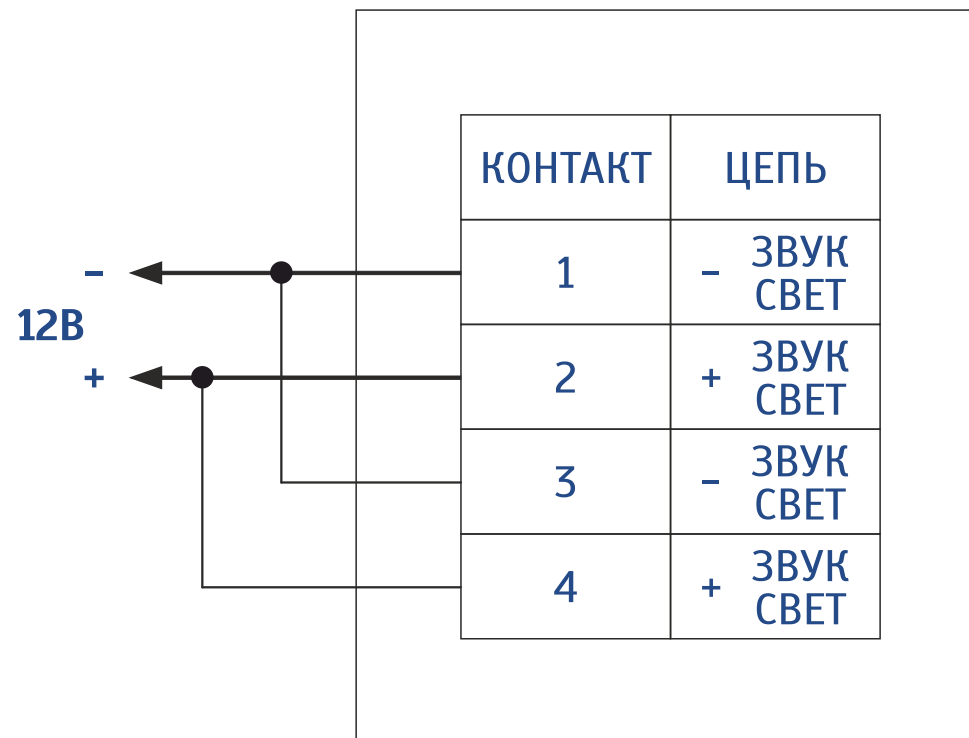 КОНТАКТ ЦЕПЬ
1 – ЗВУК
СВЕТ
2 + ЗВУК
СВЕТ
3 – ЗВУК
СВЕТ
4 + ЗВУК
СВЕТ
–
12В
+